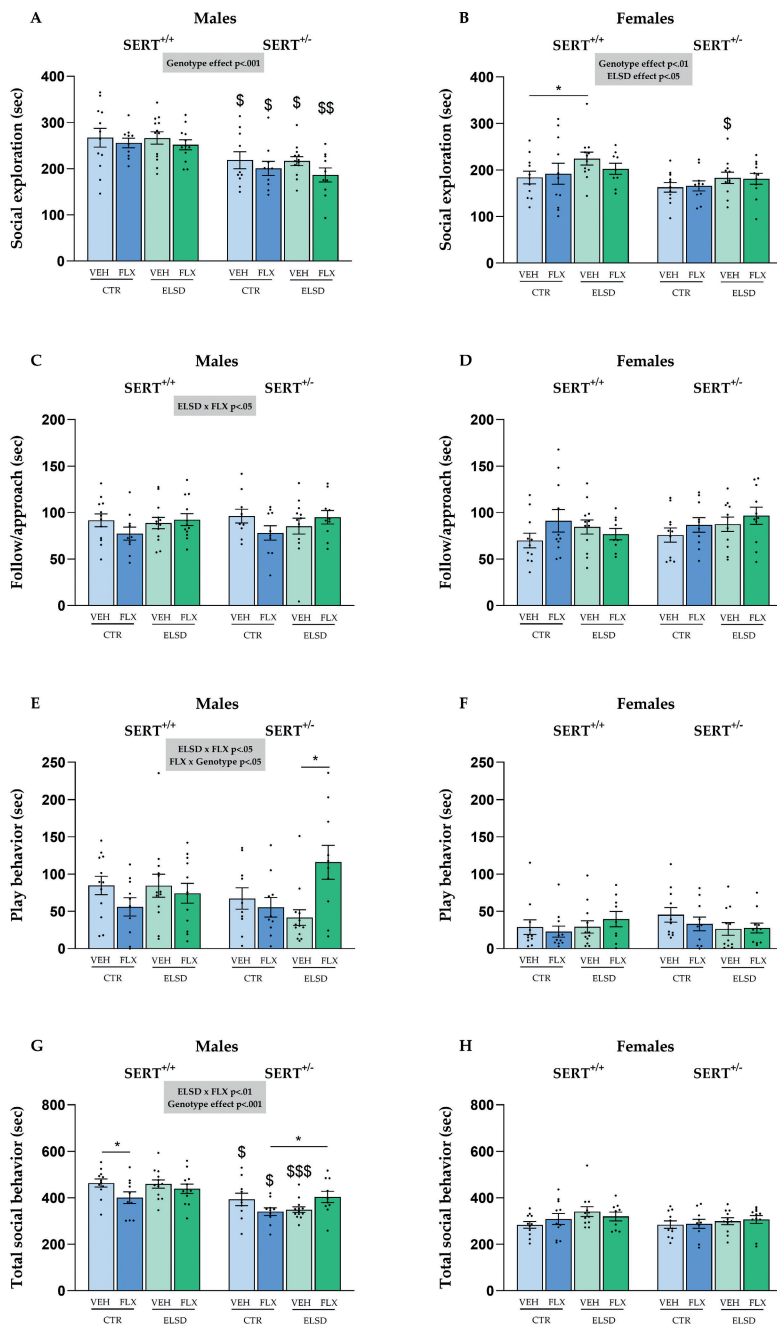 A
Males
SERT+/+
SERT+/-
Genotype effect p<.001
Social exploration (sec)
400
300
200
100
0
$
$
$
$$
VEH FLX VEH FLX VEH FLX VEH FLX
CTR ELSD CTR ELSD
B
Females
SERT+/+
SERT+/-
Genotype effect p<.01
ELSD effect p<.05
Social exploration (sec)
400
300
200
100
0
*
$
VEH FLX VEH FLX VEH FLX VEH FLX
CTR ELSD CTR ELSD
C
Males
SERT+/+
SERT+/-
ELSD x FLX p<.05
Follow/approach (sec)
200
150
100
50
0
VEH FLX VEH FLX VEH FLX VEH FLX
CTR ELSD CTR ELSD
D
Females
SERT+/+
SERT+/-
Follow/approach (sec)
200
150
100
50
0
VEH FLX VEH FLX VEH FLX VEH FLX
CTR ELSD CTR ELSD
E
Males
SERT+/+
SERT+/-
ELSD x FLX p<.05
FLX x Genotype p<.05
Play behavior (sec)
250
200
150
100
50
0
*
VEH FLX VEH FLX VEH FLX VEH FLX
CTR ELSD CTR ELSD
F
Females
SERT+/+
SERT+/-
Play behavior (sec)
250
200
150
100
50
0
VEH FLX VEH FLX VEH FLX VEH FLX
CTR ELSD CTR ELSD
G
Males
SERT+/+
SERT+/-
ELSD x FLX p<.01
Genotype effect p<.001
Total social behavior (sec)
800
600
400
200
0
*
*
$
$
$$$
VEH FLX VEH FLX VEH FLX VEH FLX
CTR ELSD CTR ELSD
H
Females
SERT+/+
SERT+/-
Total social behavior (sec)
800
600
400
200
0
VEH FLX VEH FLX VEH FLX VEH FLX
CTR ELSD CTR ELSD